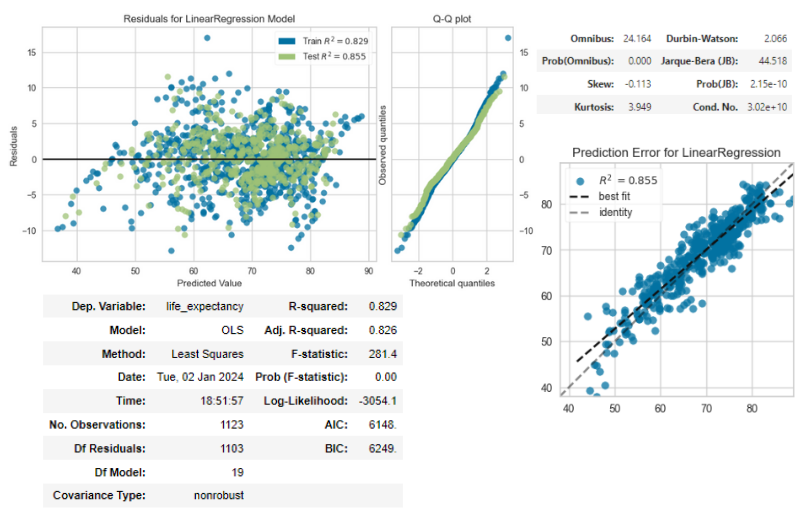 Residuals for LinearRegression Model
Train R² = 0.829
Test R² = 0.855
15
10
5
0
−5
−10
Residuals
40 50 60 70 80 90
Predicted Value
Q-Q plot
15
10
5
0
−5
−10
Observed quantiles
−2 0 2
Theoretical quantiles
Omnibus: 24.164 Durbin-Watson: 2.066
Prob(Omnibus): 0.000 Jarque-Bera (JB): 44.518
Skew: -0.113 Prob(JB): 2.15e-10
Kurtosis: 3.949 Cond. No. 3.02e+10
Prediction Error for LinearRegression
R² = 0.855
best fit
identity
80
70
60
50
40
40 50 60 70 80
Dep. Variable: life_expectancy R-squared: 0.829
Model: OLS Adj. R-squared: 0.826
Method: Least Squares F-statistic: 281.4
Date: Tue, 02 Jan 2024 Prob (F-statistic): 0.00
Time: 18:51:57 Log-Likelihood: -3054.1
No. Observations: 1123 AIC: 6148.
Df Residuals: 1103 BIC: 6249.
Df Model: 19
Covariance Type: nonrobust